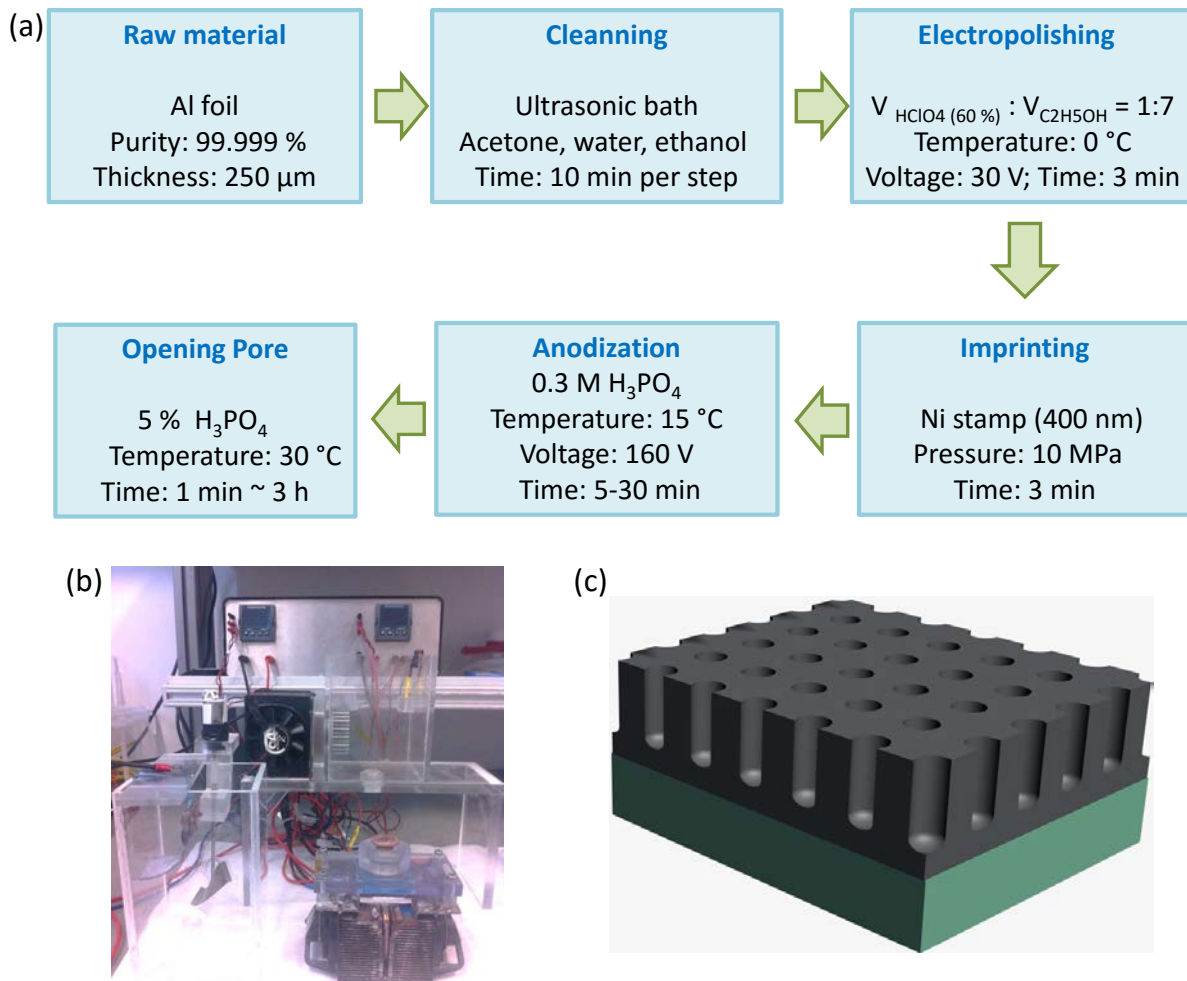 (a)
Raw material
Al foil
Purity: 99.999 %
Thickness: 250 µm
Cleanning
Ultrasonic bath
Acetone, water, ethanol
Time: 10 min per step
Electropolishing
V HClO4 (60 %) : VC2H5OH = 1:7
Temperature: 0 °C
Voltage: 30 V; Time: 3 min
Opening Pore
5 % H₃PO₄
Temperature: 30 °C
Time: 1 min ~ 3 h
Anodization
0.3 M H₃PO₄
Temperature: 15 °C
Voltage: 160 V
Time: 5-30 min
Imprinting
Ni stamp (400 nm)
Pressure: 10 MPa
Time: 3 min
(b)
(c)